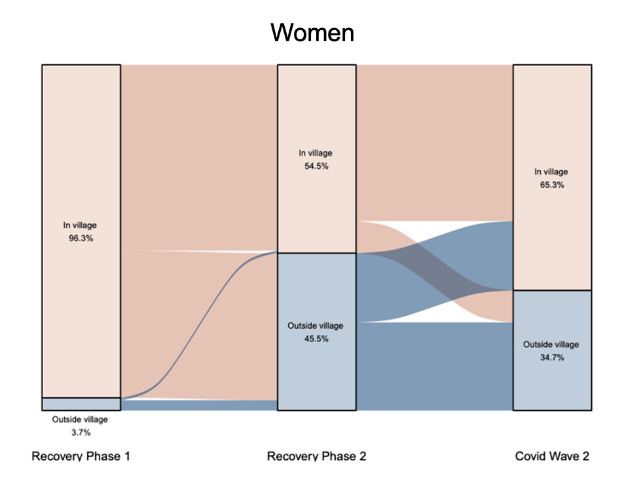 Women
In village
96.3%
Outside village
3.7%
In village
54.5%
Outside village
45.5%
In village
65.3%
Outside village
34.7%
Recovery Phase 1
Recovery Phase 2
Covid Wave 2